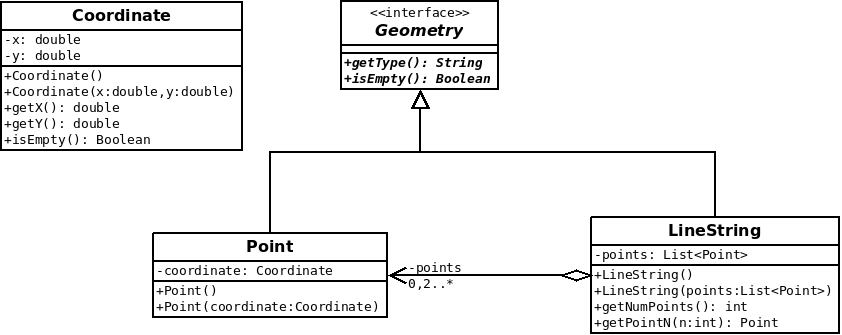 Coordinate
-x: double
-y: double
+Coordinate()
+Coordinate(x:double,y:double)
+getX(): double
+getY(): double
+isEmpty(): Boolean
<<interface>>
Geometry
+getType(): String
+isEmpty(): Boolean
Point
-coordinate: Coordinate
+Point()
+Point(coordinate:Coordinate)
-points
0,2..*
LineString
-points: List<Point>
+LineString()
+LineString(points:List<Point>)
+getNumPoints(): int
+getPointN(n:int): Point